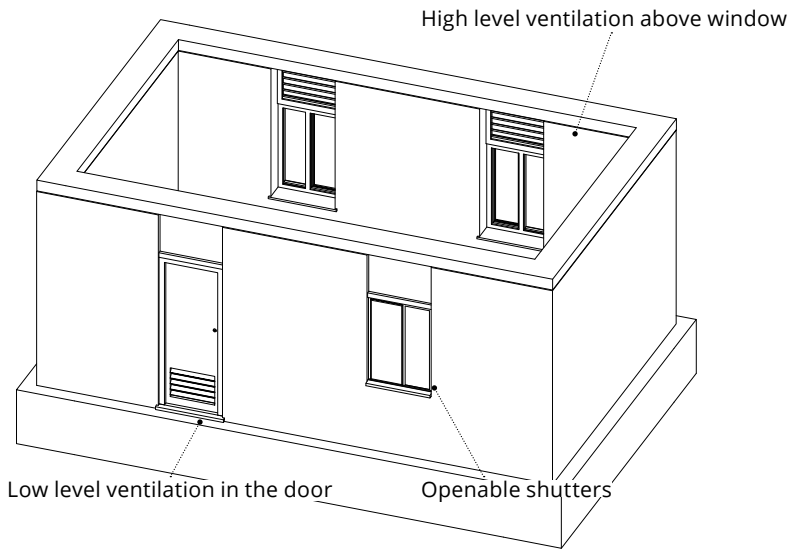 High level ventilation above window
Low level ventilation in the door
Openable shutters